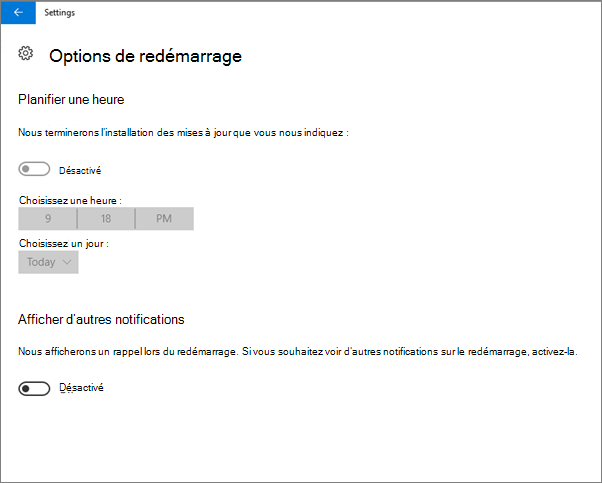 Settings
Options de redémarrage
Planifier une heure
Nous terminerons l'installation des mises à jour que vous nous indiquez :
Désactivé
Choisissez une heure :
9 18 PM
Choisissez un jour :
Today
Afficher d'autres notifications
Nous afficherons un rappel lors du redémarrage. Si vous souhaitez voir d'autres notifications sur le redémarrage, activez-la.
Désactivé